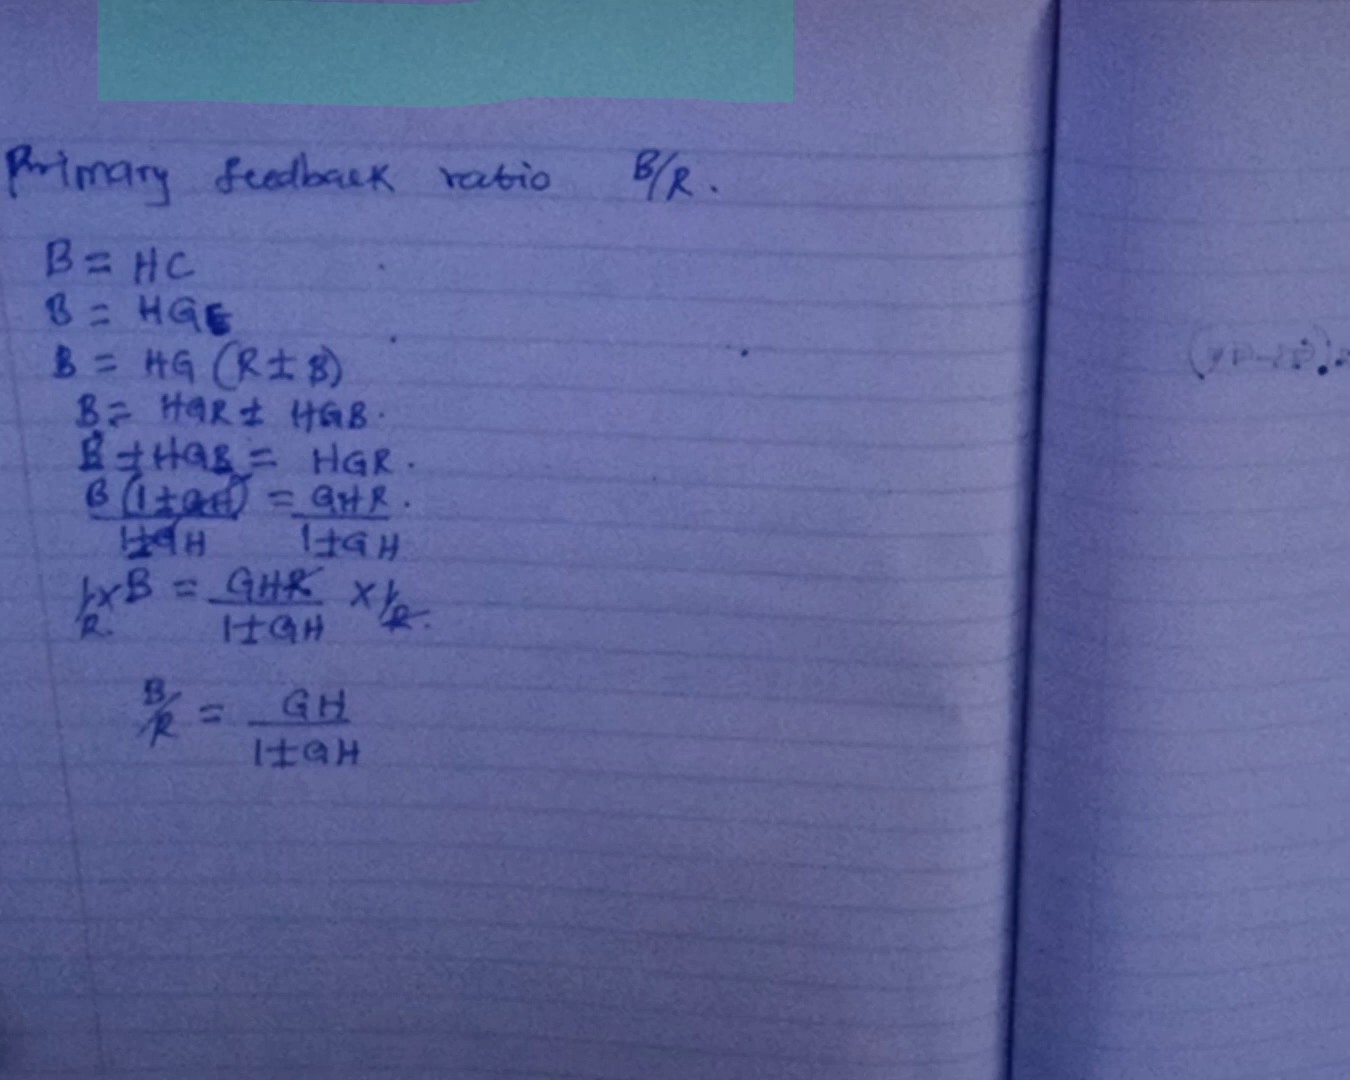 Primary feedback ratio B/R.
B = HC
B = HGE
B = HG (R ± B)
B = HGR ± HGB.
B ± HGB = HGR.
B (1 ± GH) = GHR.
1±GH 1±GH
1/R. × B = GHR/1±GH × 1/R.
B/R = GH/1±GH